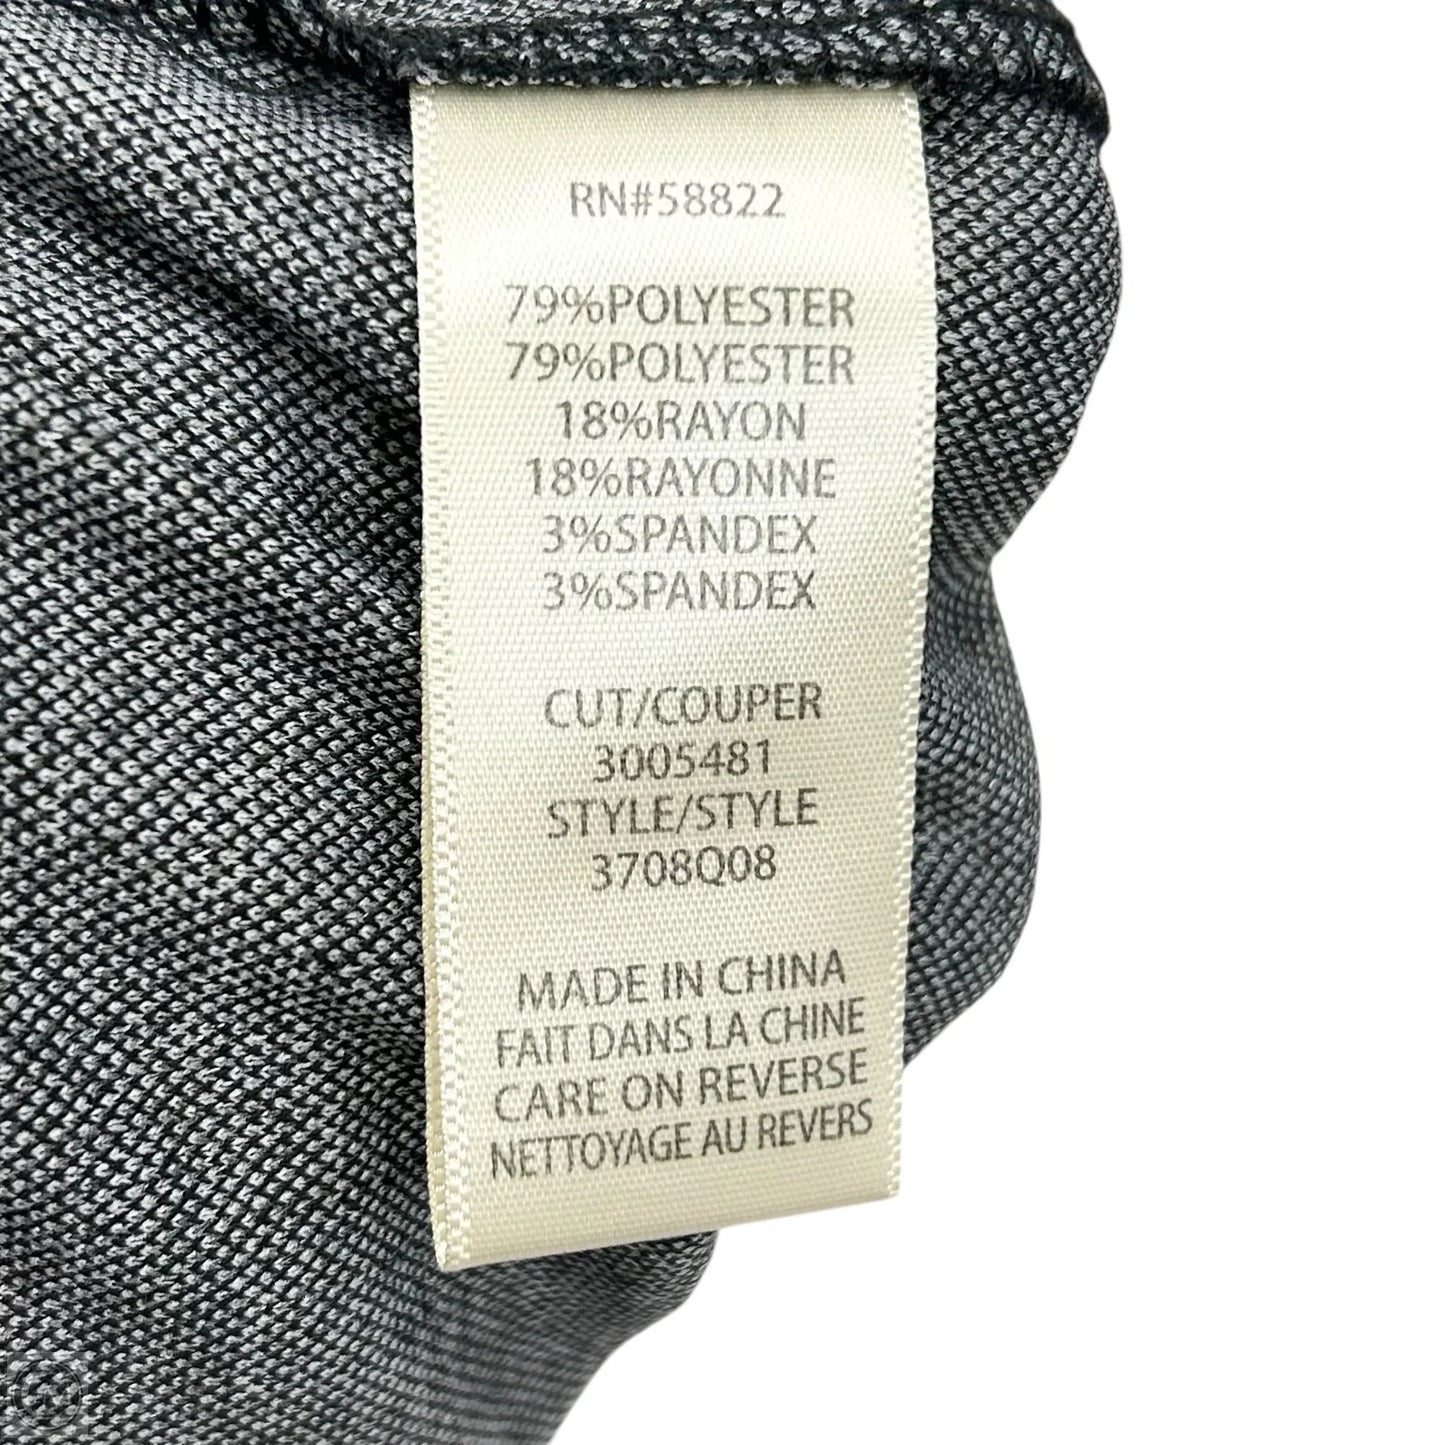 RN#58822
79%POLYESTER
79%POLYESTER
18%RAYON
18%RAYONNE
3%SPANDEX
3%SPANDEX
CUT/COUPER
3005481
STYLE/STYLE
3708Q08
MADE IN CHINA
FAIT DANS LA CHINE
CARE ON REVERSE
NETTOYAGE AU REVERS